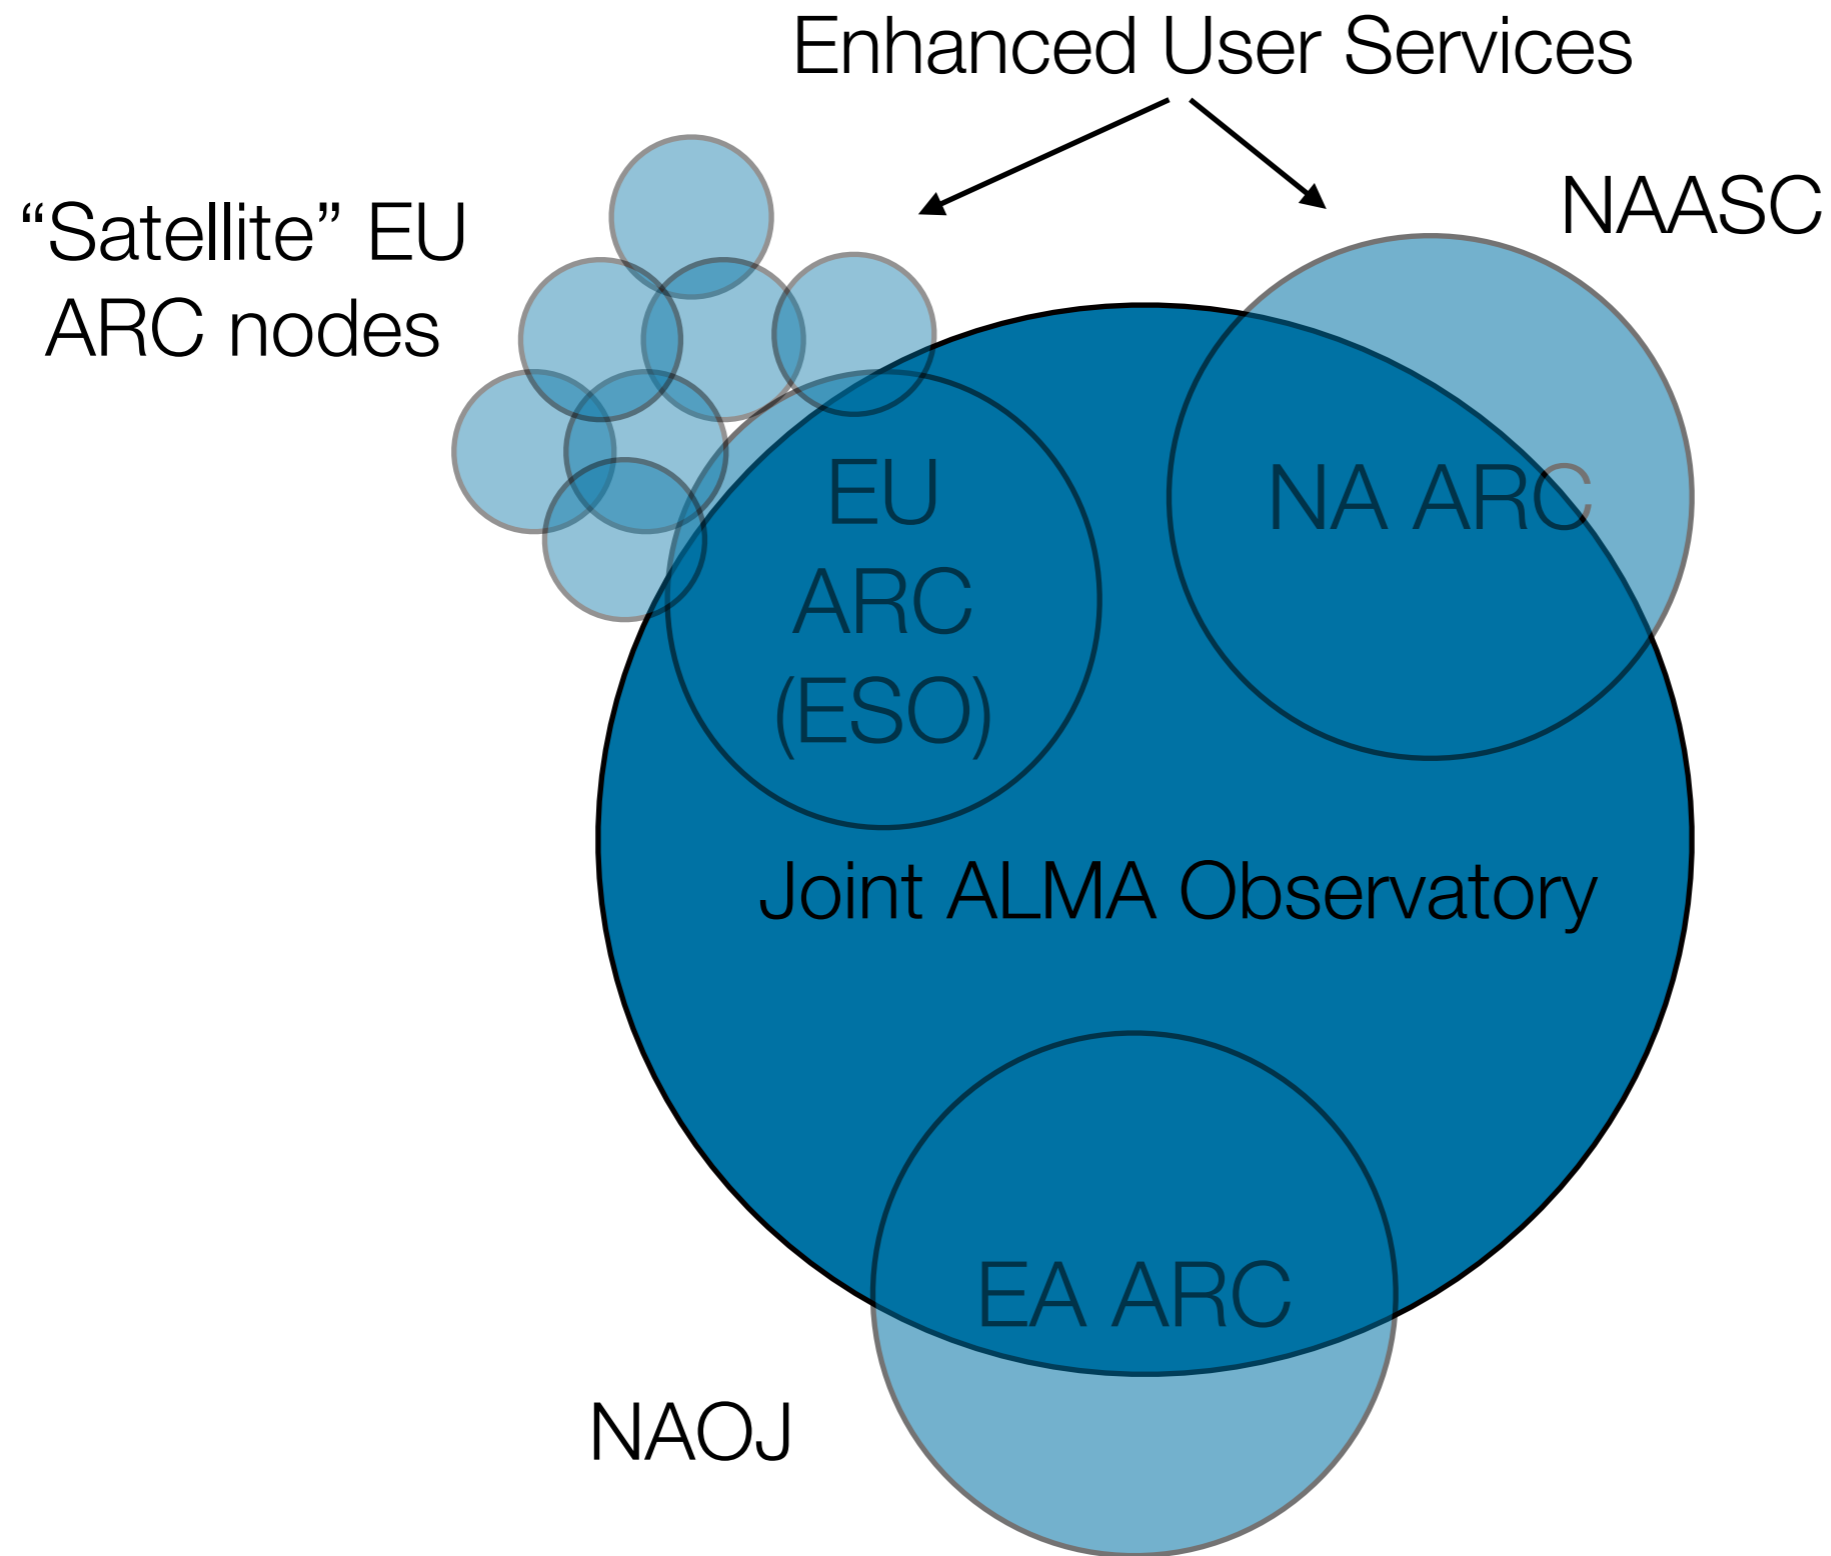 Enhanced User Services
NAASC
“Satellite” EU
ARC nodes
EU
ARC
(ESO)
NA ARC
Joint ALMA Observatory
EA ARC
NAOJ